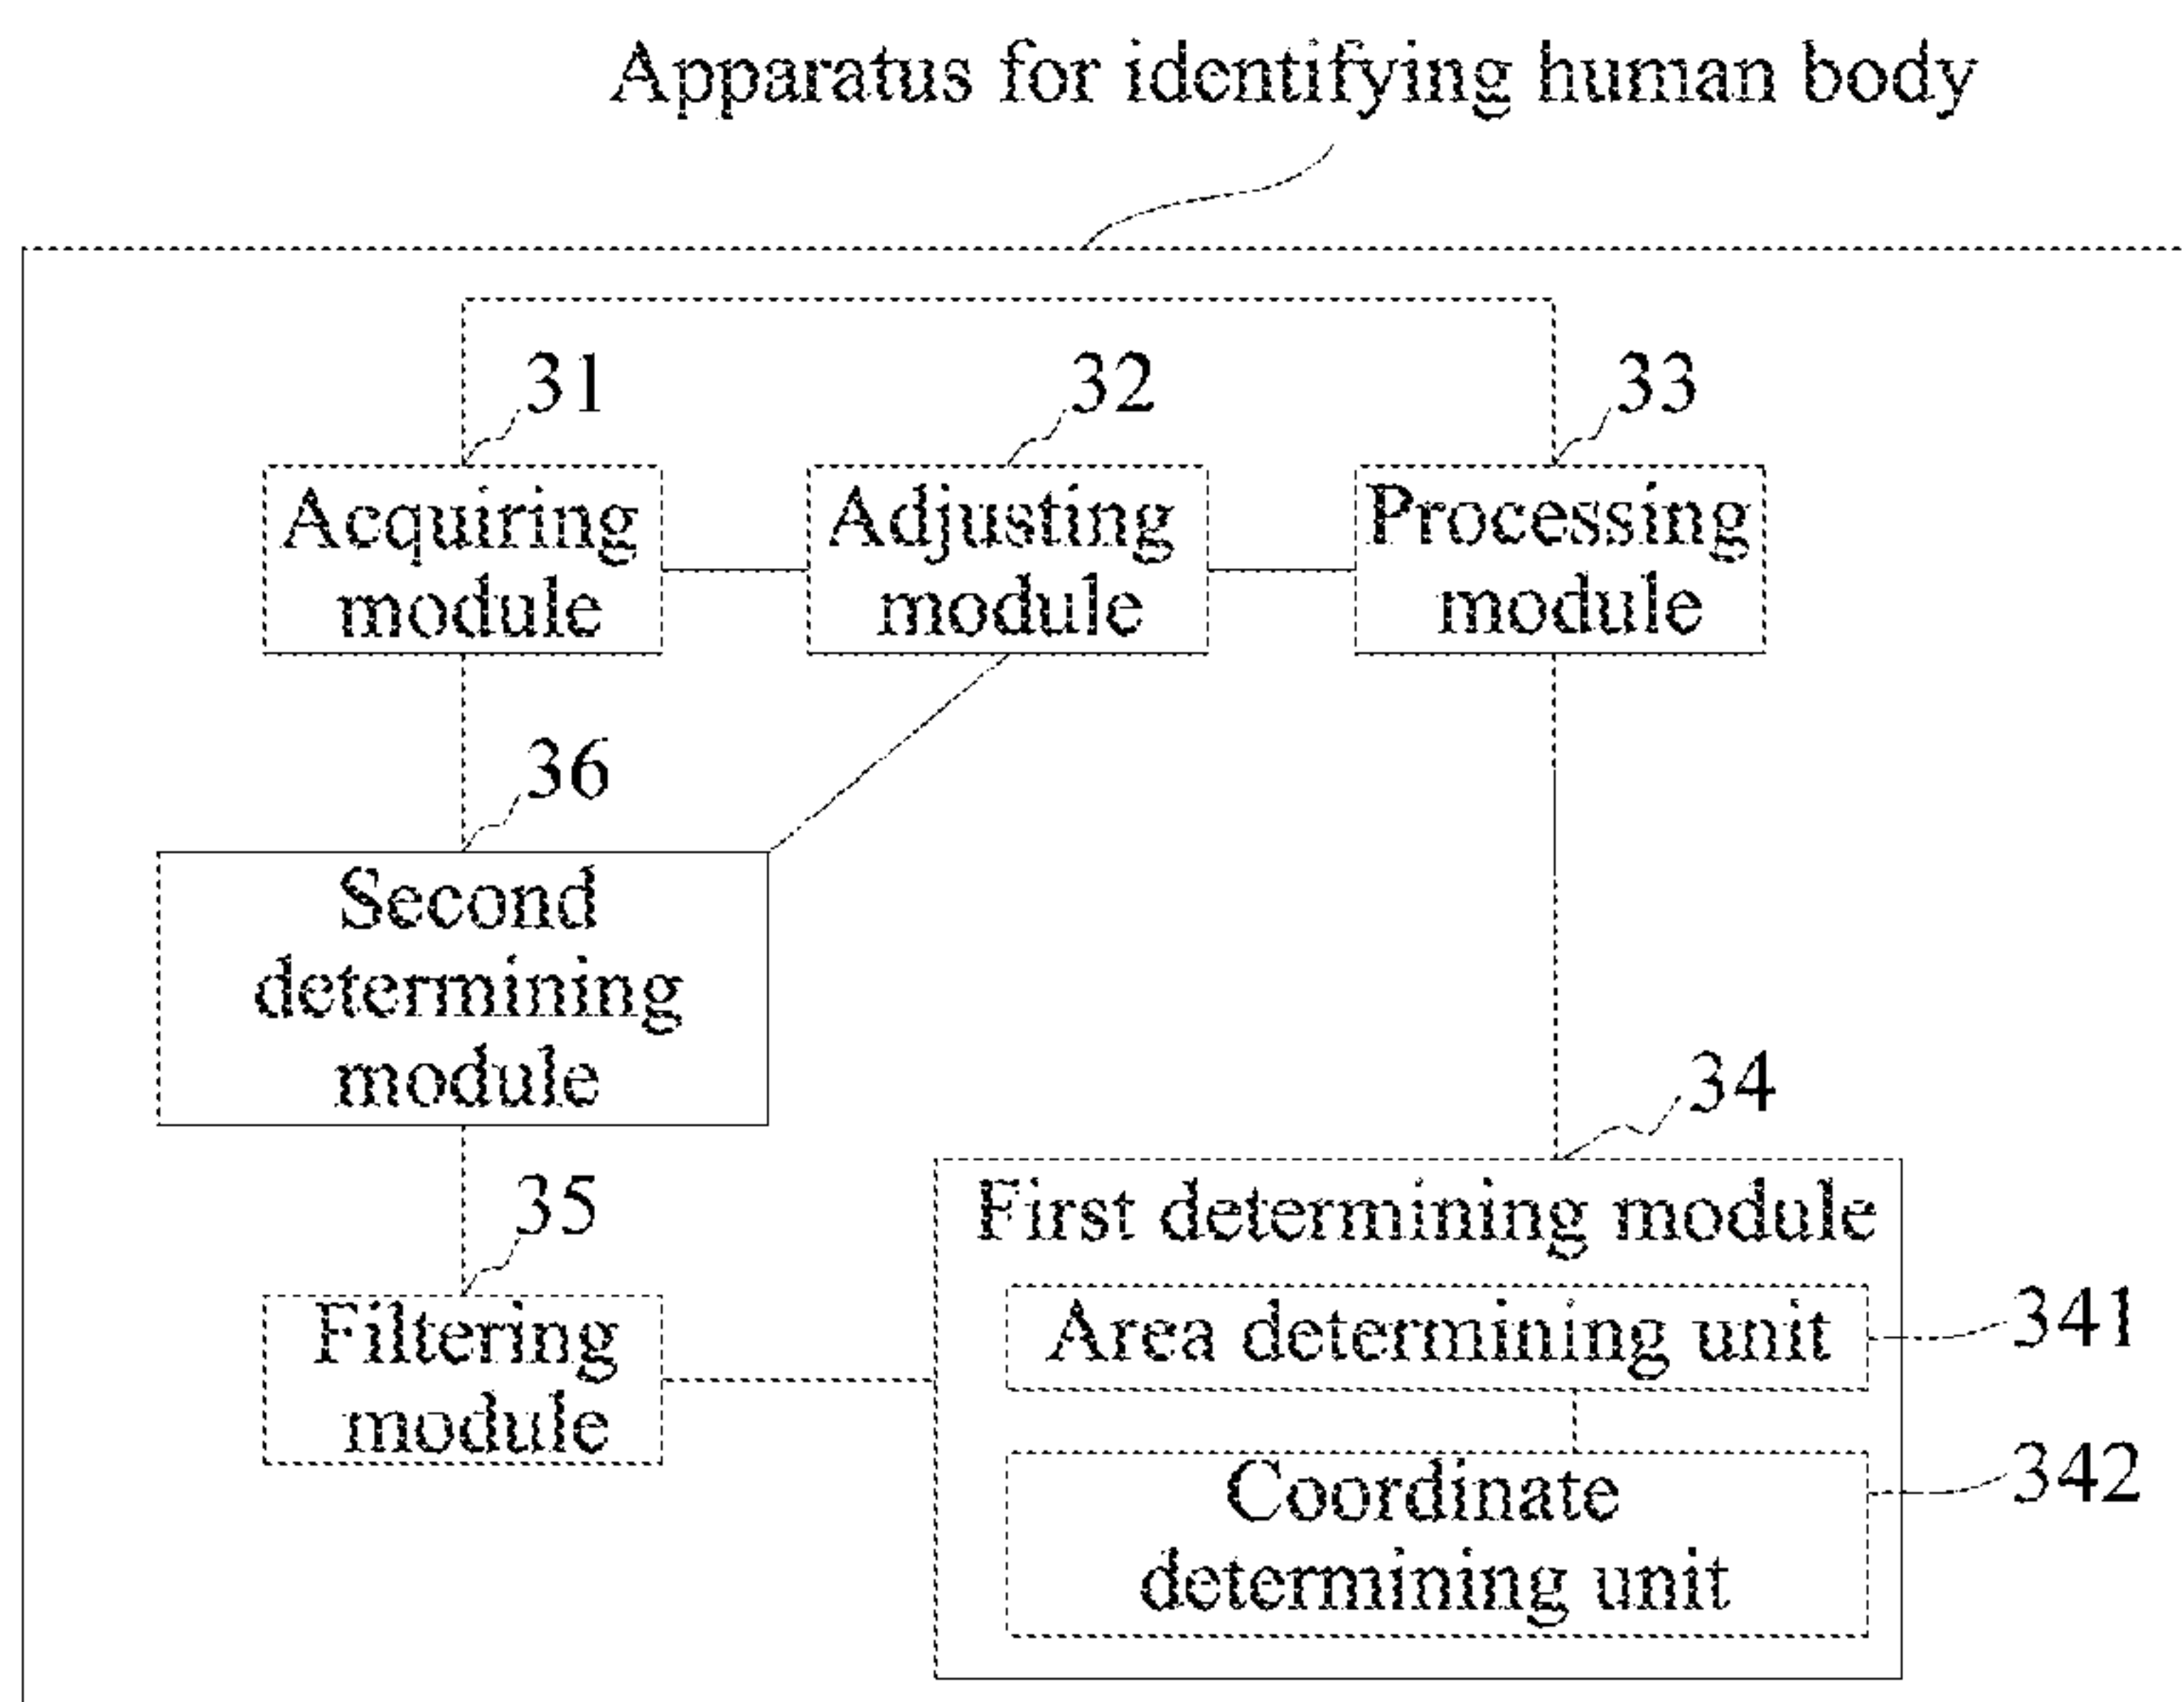 Apparatus for identifying human body
31
32
33
Acquiring
module
Adjusting
module
Processing
module
36
Second
determining
module
34
35
First determining module
Filtering
module
Area determining unit
341
Coordinate
determining unit
342